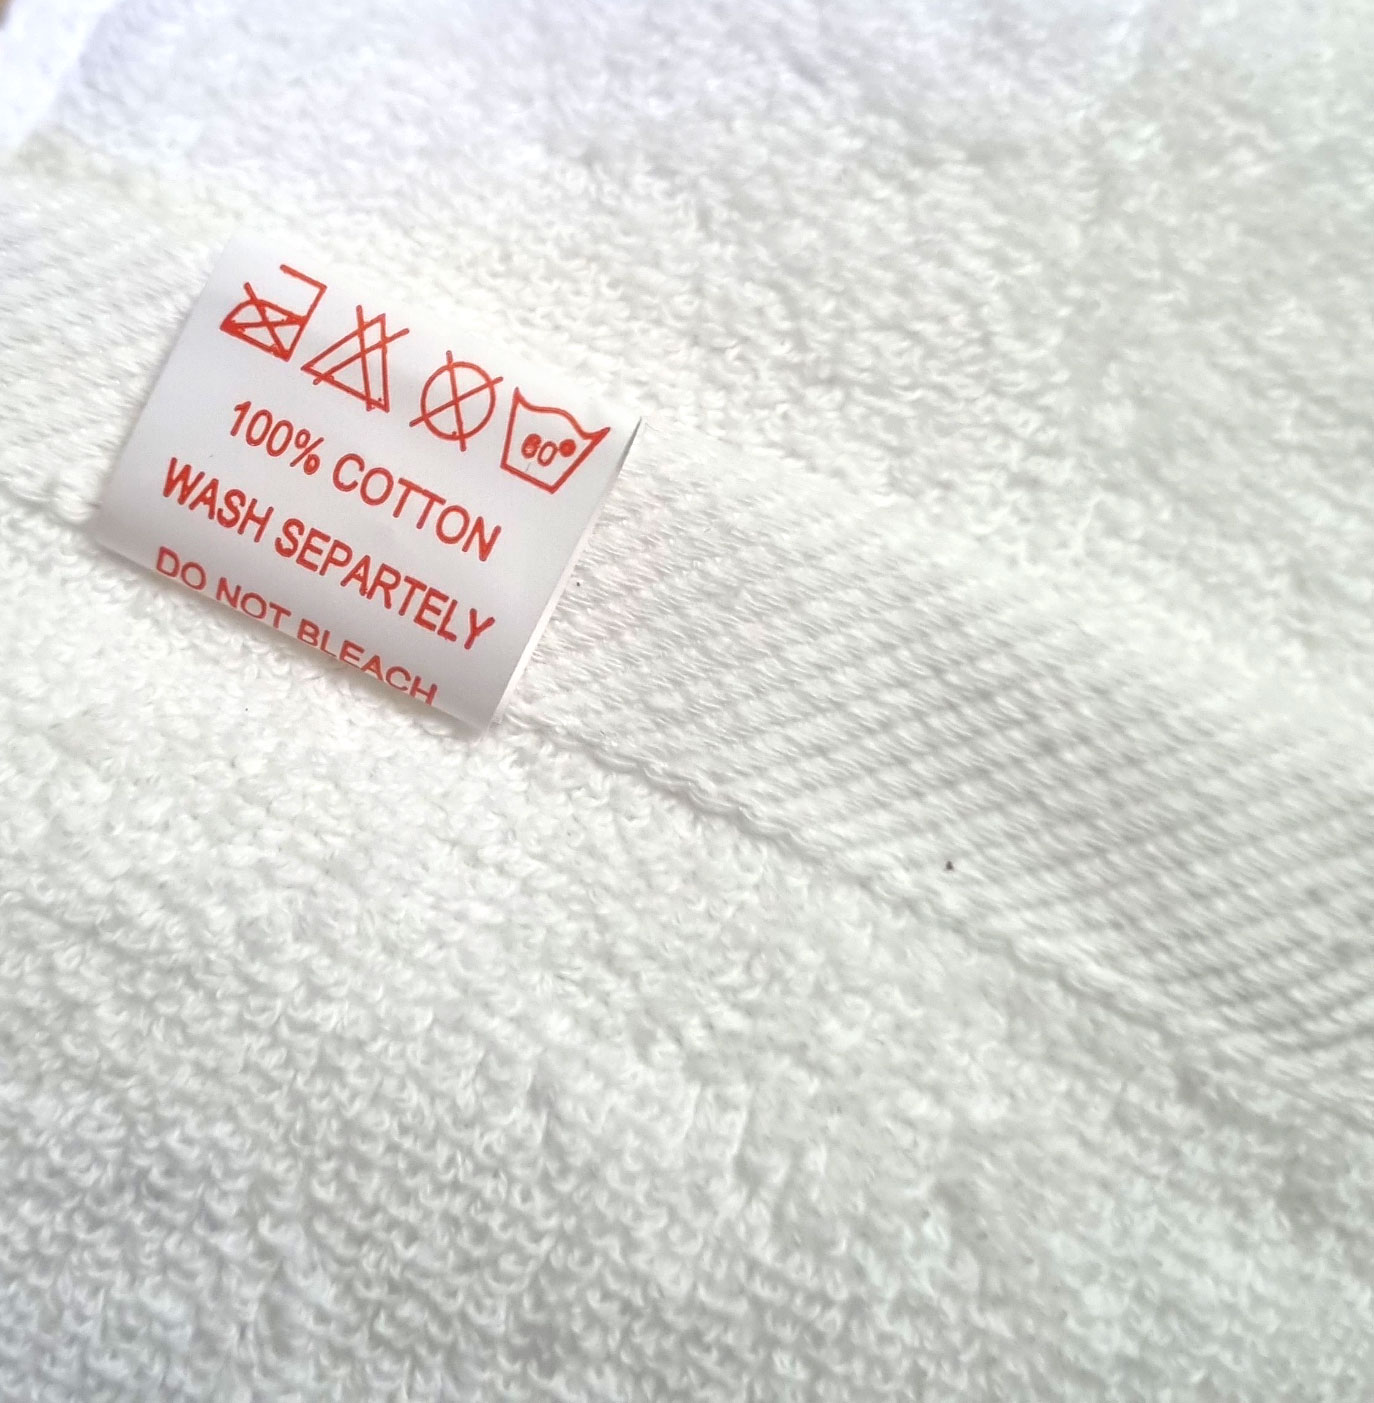 60°
100% COTTON
WASH SEPARTELY
DO NOT BLEACH